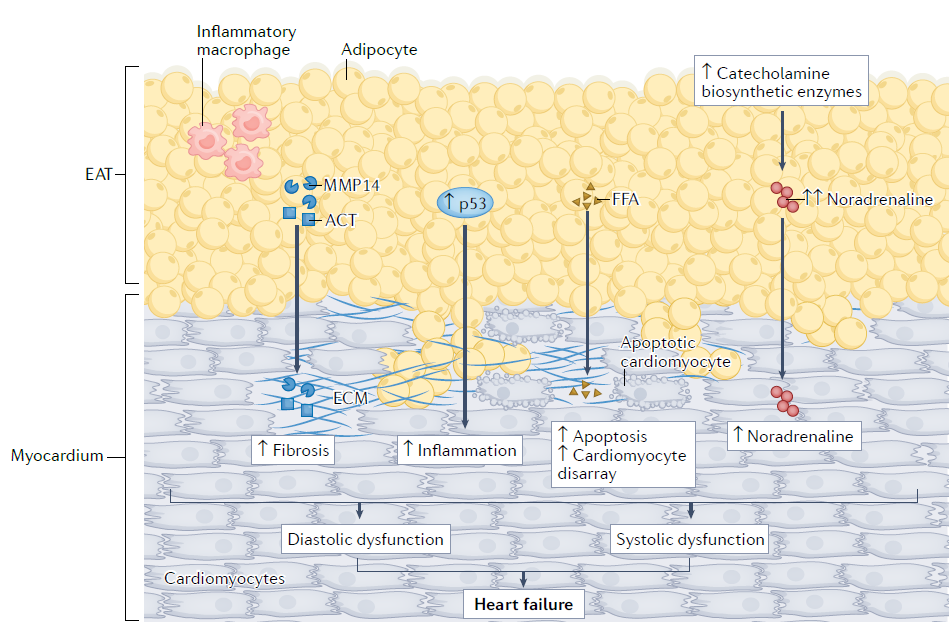 Inflammatory
macrophage
Adipocyte
↑ Catecholamine
biosynthetic enzymes
EAT
MMP14
ACT
↑ p53
FFA
↑↑ Noradrenaline
Apoptotic
cardiomyocyte
ECM
Myocardium
↑ Fibrosis
↑ Inflammation
↑ Apoptosis
↑ Cardiomyocyte
disarray
↑ Noradrenaline
Diastolic dysfunction
Systolic dysfunction
Cardiomyocytes
Heart failure